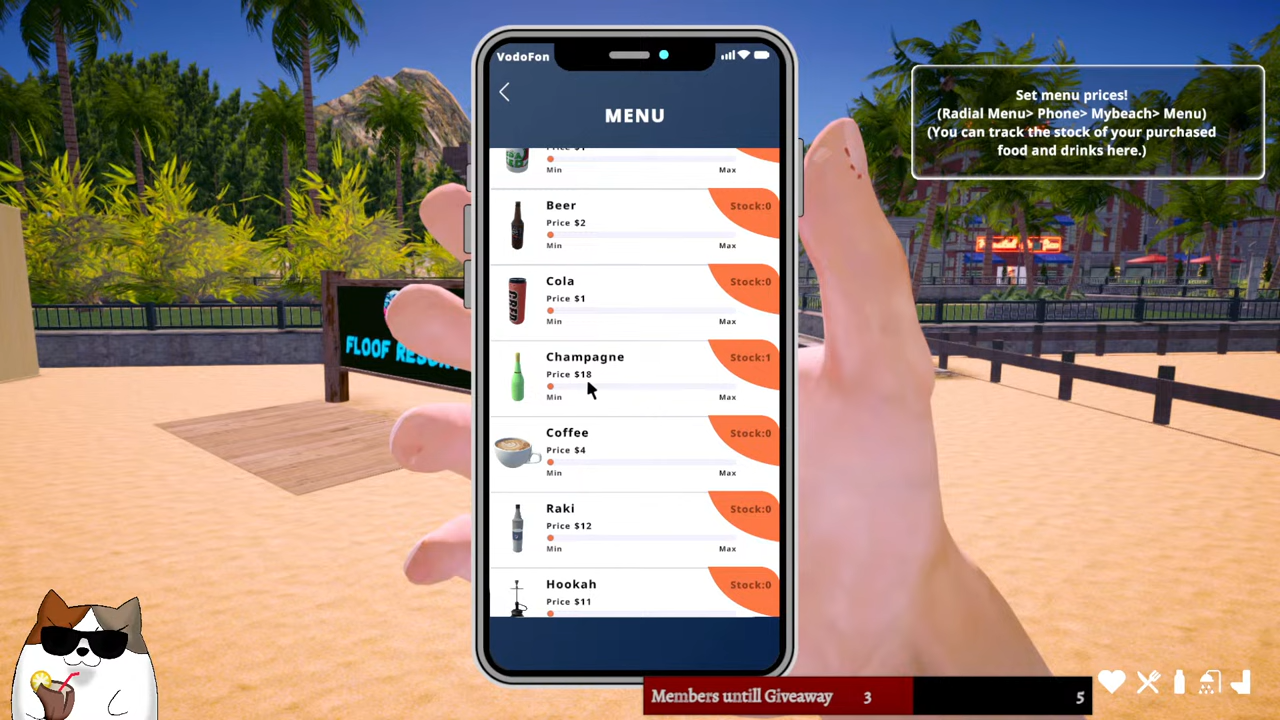 VodoFon
MENU
Min
Max
Beer
Price $2
Stock:0
Min
Max
Cola
Price $1
Stock:0
Min
Max
Champagne
Price $18
Stock:1
Min
Max
Coffee
Price $4
Stock:0
Min
Max
Raki
Price $12
Stock:0
Min
Max
Hookah
Price $11
Stock:0
Set menu prices!
(Radial Menu> Phone> Mybeach> Menu)
(You can track the stock of your purchased
food and drinks here.)
FLOOF
Members untill Giveaway 3 5